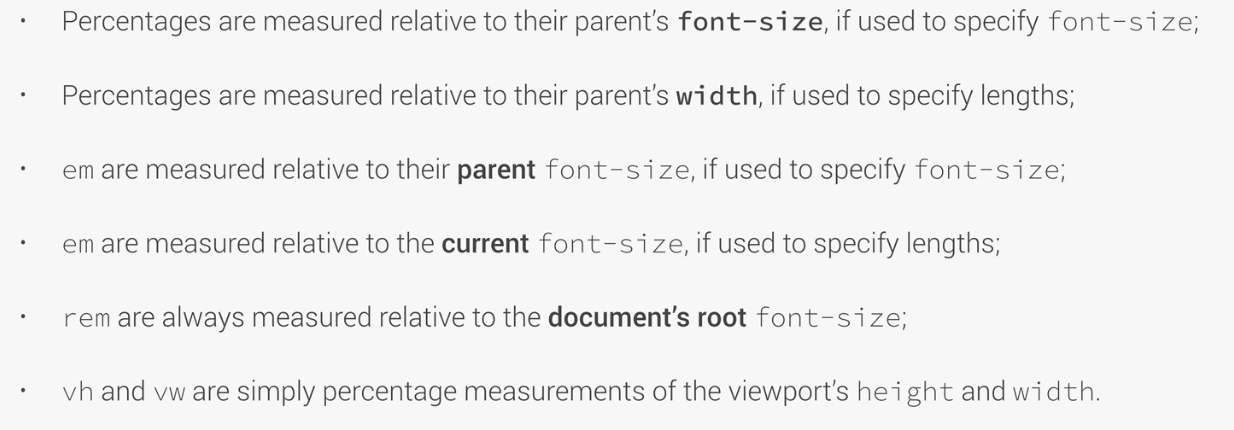 • Percentages are measured relative to their parent's font-size, if used to specify font-size;
• Percentages are measured relative to their parent's width, if used to specify lengths;
• em are measured relative to their parent font-size, if used to specify font-size;
• em are measured relative to the current font-size, if used to specify lengths;
• rem are always measured relative to the document's root font-size;
• vh and vw are simply percentage measurements of the viewport's height and width.